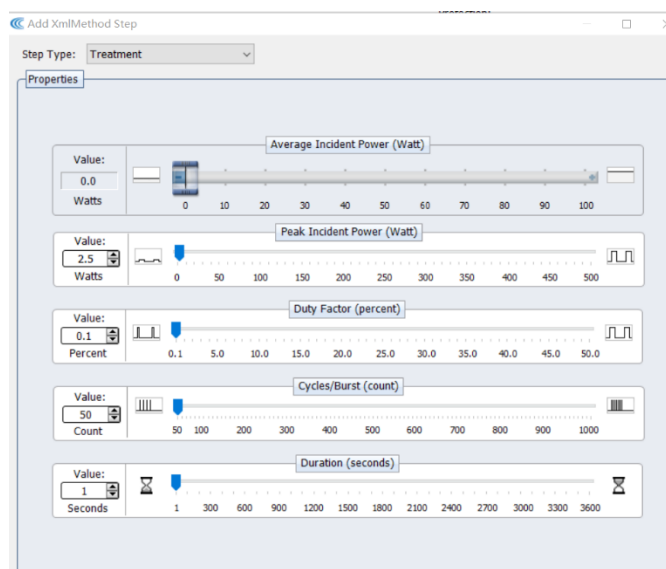 Add XmlMethod Step
Step Type: Treatment
Properties
Average Incident Power (Watt)
Value:
0.0
Watts
0 10 20 30 40 50 60 70 80 90 100
Peak Incident Power (Watt)
Value:
2.5
Watts
0 50 100 150 200 250 300 350 400 450 500
Duty Factor (percent)
Value:
0.1
Percent
0.1 5.0 10.0 15.0 20.0 25.0 30.0 35.0 40.0 45.0 50.0
Cycles/Burst (count)
Value:
50
Count
50 100 200 300 400 500 600 700 800 900 1000
Duration (seconds)
Value:
1
Seconds
1 300 600 900 1200 1500 1800 2100 2400 2700 3000 3300 3600